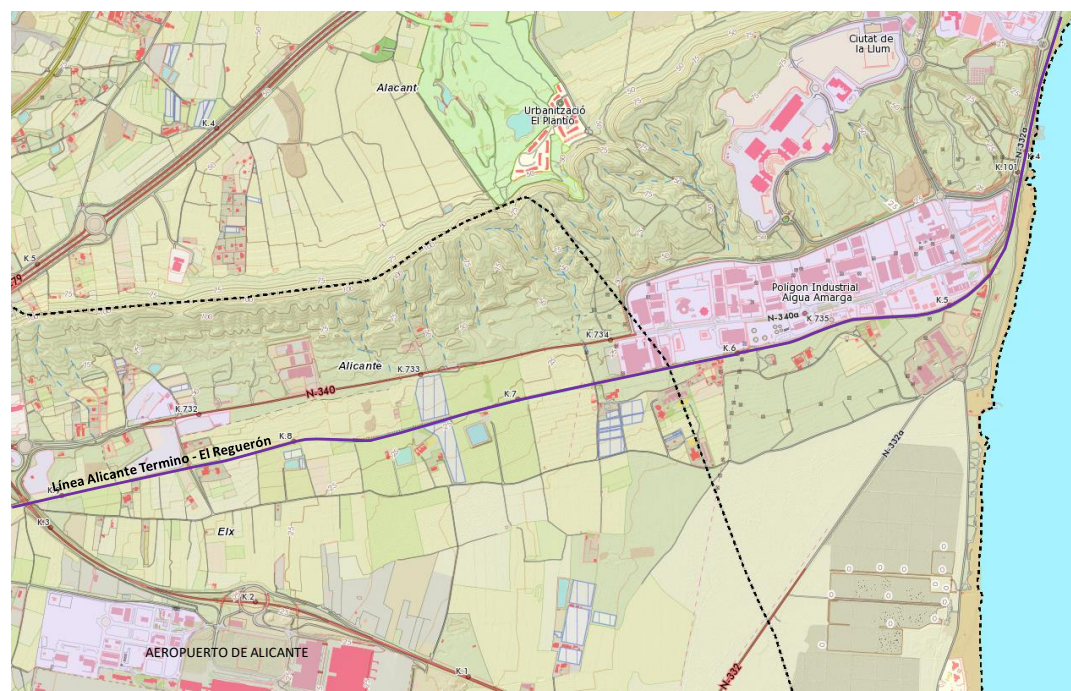 Ciutat de
la Llum
Alacant
Urbanització
El Plantió
K.4
N-332a
K.101
K.5
Polígon Industrial
Aigua Amarga
N-340a
K.735
K.5
K.734
K.6
Alicante
K.733
N-340
K.7
K.732
K.8
Línea Alicante Termino - El Reguerón
N-332a
K.3
Elx
K.2
AEROPUERTO DE ALICANTE
K.1
N-332